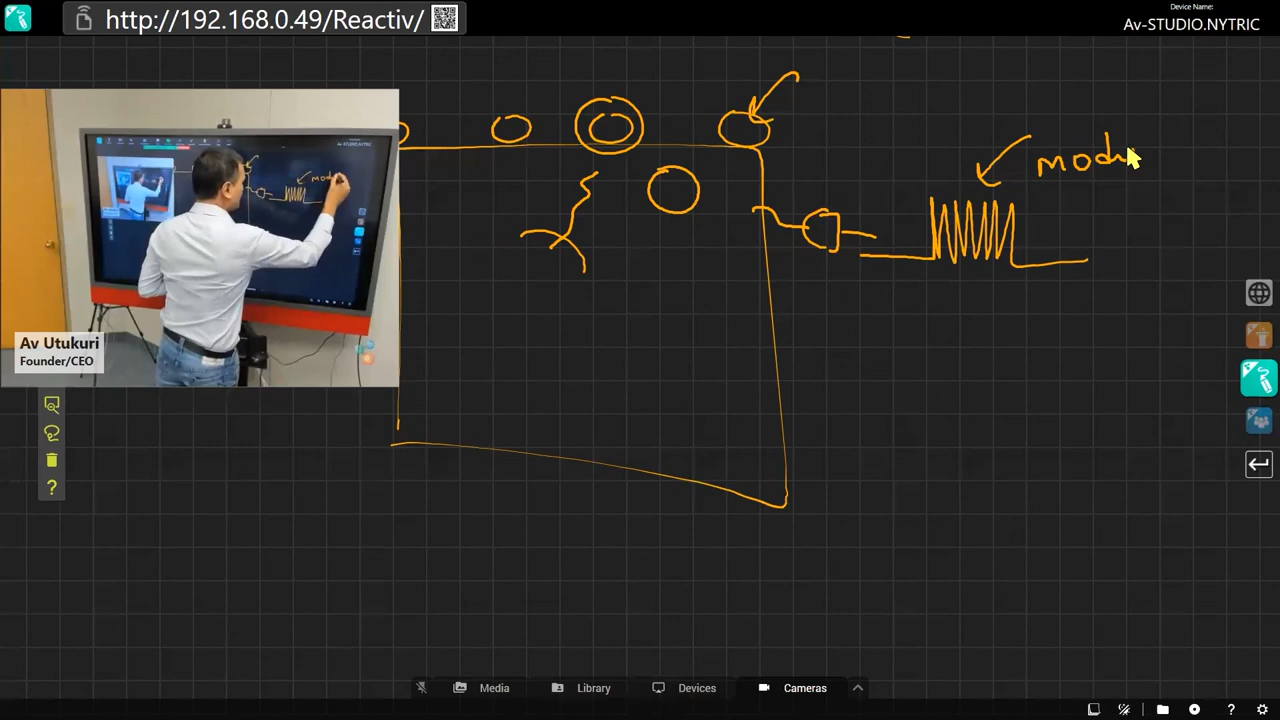 Device Name:
http://192.168.0.49/Reactiv/
Av-STUDIO.NYTRIC
modu
Av Utukuri
Founder/CEO
?
Media
Library
Devices
Cameras
?